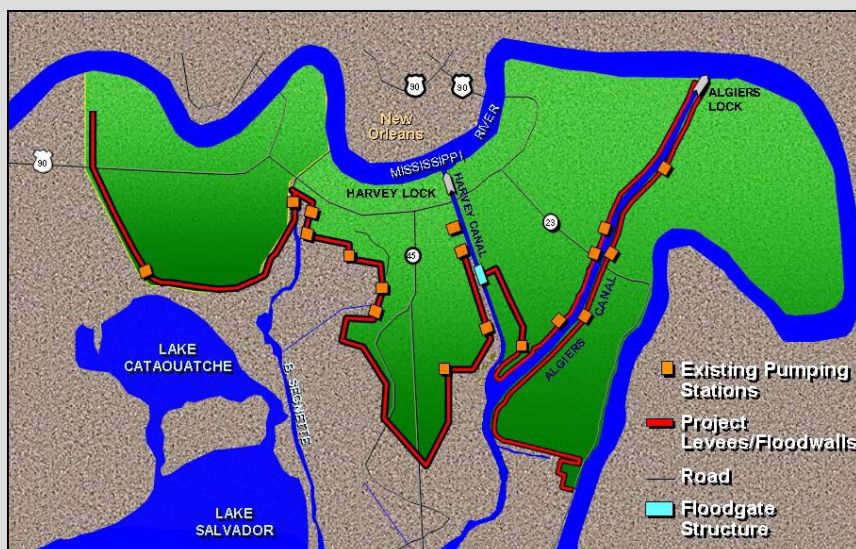 90
90
ALGIERS
LOCK
New
Orleans
MISSISSIPPI RIVER
90
HARVEY LOCK
HARVEY CANAL
23
45
ALGIERS CANAL
LAKE
CATAOUATCHE
B. SEGNETTE
LAKE
SALVADOR
Existing Pumping
Stations
Project
Levees/Floodwalls
Road
Floodgate
Structure